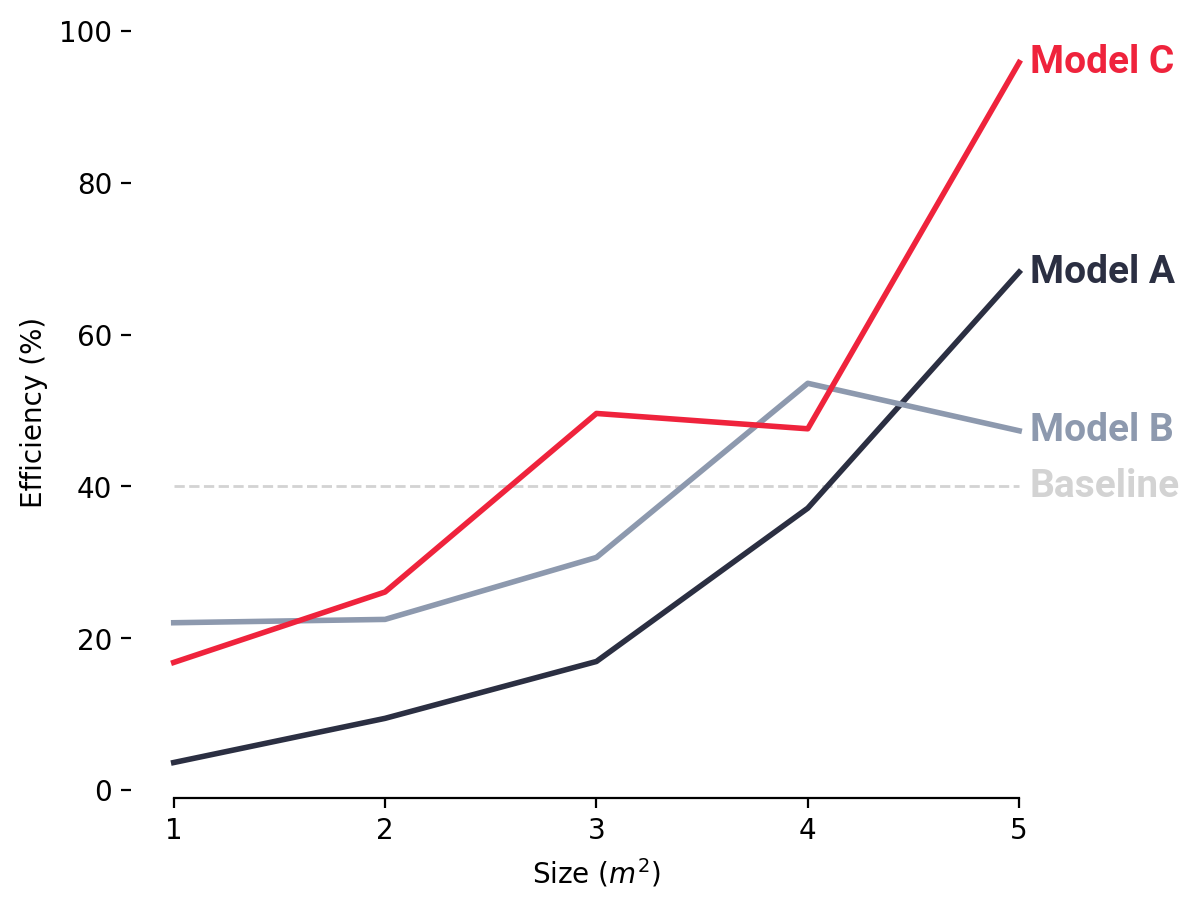 100
80
60
40
20
0
Efficiency (%)
1 2 3 4 5
Size (m²)
Model C
Model A
Model B
Baseline